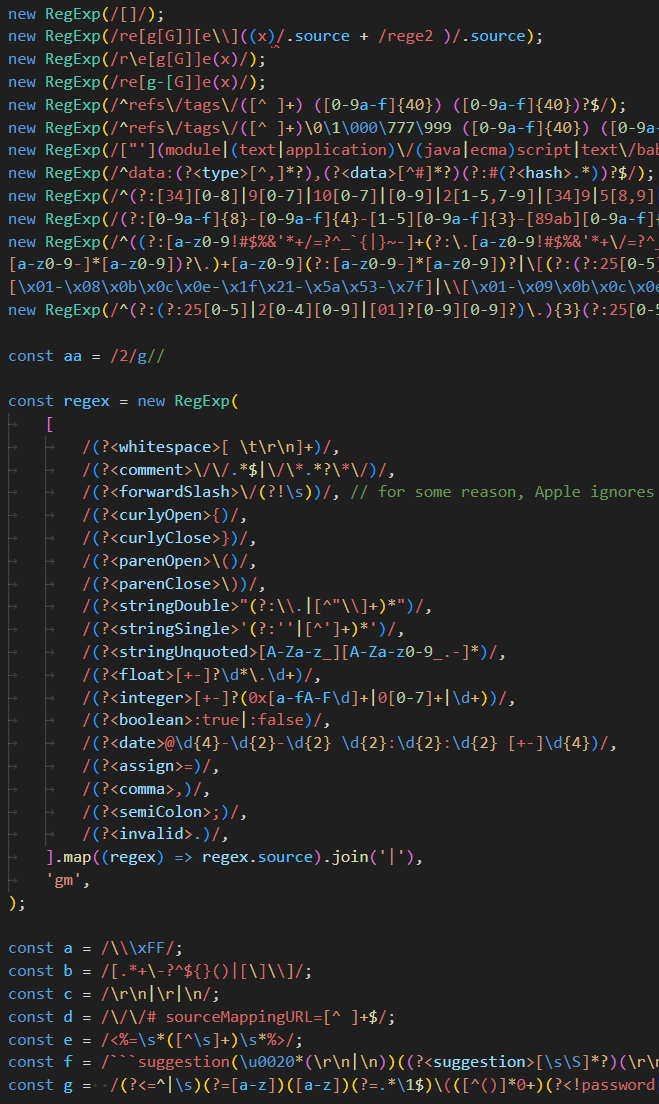 new RegExp(/[]/);
new RegExp(/re[g[G]][e\\]((x)/.source + /rege2 )/.source);
new RegExp(/r\e[g[G]]e(x)/);
new RegExp(/re[g-[G]]e(x)/);
new RegExp(/^refs\/tags\/([^ ]+) ([0-9a-f]{40}) ([0-9a-f]{40})?$/);
new RegExp(/^refs\/tags\/([^ ]+)\0\1\000\777\999 ([0-9a-f]{40}) ([0-9a-
new RegExp(/["'](module|(text|application)\/(java|ecma)script|text\/bab
new RegExp(/^data:(?<type>[^,]*?),(?<data>[^#]*?)(?:#(?<hash>.*))?$/);
new RegExp(/^(?:[34][0-8]|9[0-7]|10[0-7]|[0-9]|2[1-5,7-9]|[34]9|5[8,9]|
new RegExp(/(?:[0-9a-f]{8}-[0-9a-f]{4}-[1-5][0-9a-f]{3}-[89ab][0-9a-f]{
new RegExp(/^((?:[a-z0-9!#$%&'*+/=?^_`{|}~-]+(?:\.[a-z0-9!#$%&'*+\/=?^_
[a-z0-9-]*[a-z0-9])?\.)+[a-z0-9](?:[a-z0-9-]*[a-z0-9])?|\[(?:(?:25[0-5]
[\x01-\x08\x0b\x0c\x0e-\x1f\x21-\x5a\x53-\x7f]|\\[\x01-\x09\x0b\x0c\x0e
new RegExp(/^(?:(?:25[0-5]|2[0-4][0-9]|[01]?[0-9][0-9]?)\.){3}(?:25[0-5
const aa = /2/g//
const regex = new RegExp(
[
/(?<whitespace>[ \t\r\n]+)/,
/(?<comment>\/\/.*$|\/\*.*?\*\/)/,
/(?<forwardSlash>\/(?!\s))/, // for some reason, Apple ignores
/(?<curlyOpen>{)/,
/(?<curlyClose>})/,
/(?<parenOpen>\()/,
/(?<parenClose>\))/,
/(?<stringDouble>"(?:\\.|[^"\\]+)*")/,
/(?<stringSingle>'(?:''|[^']+)*')/,
/(?<stringUnquoted>[A-Za-z_][A-Za-z0-9_.-]*)/,
/(?<float>[+-]?\d*\.\d+)/,
/(?<integer>[+-]?(0x[a-fA-F\d]+|0[0-7]+|\d+))/,
/(?<boolean>:true|:false)/,
/(?<date>@\d{4}-\d{2}-\d{2} \d{2}:\d{2}:\d{2} [+-]\d{4})/,
/(?<assign>=)/,
/(?<comma>,)/,
/(?<semiColon>;)/,
/(?<invalid>.)/,
].map((regex) => regex.source).join('|'),
'gm',
);
const a = /\\\xFF/;
const b = /[.*+\-?^${}()|[\]\\]/;
const c = /\r\n|\r|\n/;
const d = /\/\/# sourceMappingURL=[^ ]+$/;
const e = /<%=\s*([^\s]+)\s*%>/;
const f = /```suggestion(\u0020*(\r\n|\n))((?<suggestion>[\s\S]*?)(\r\n
const g = /(?<=^|\s)(?=[a-z])([a-z])(?=.*\1$)\(([^()]*0+)(?<!password